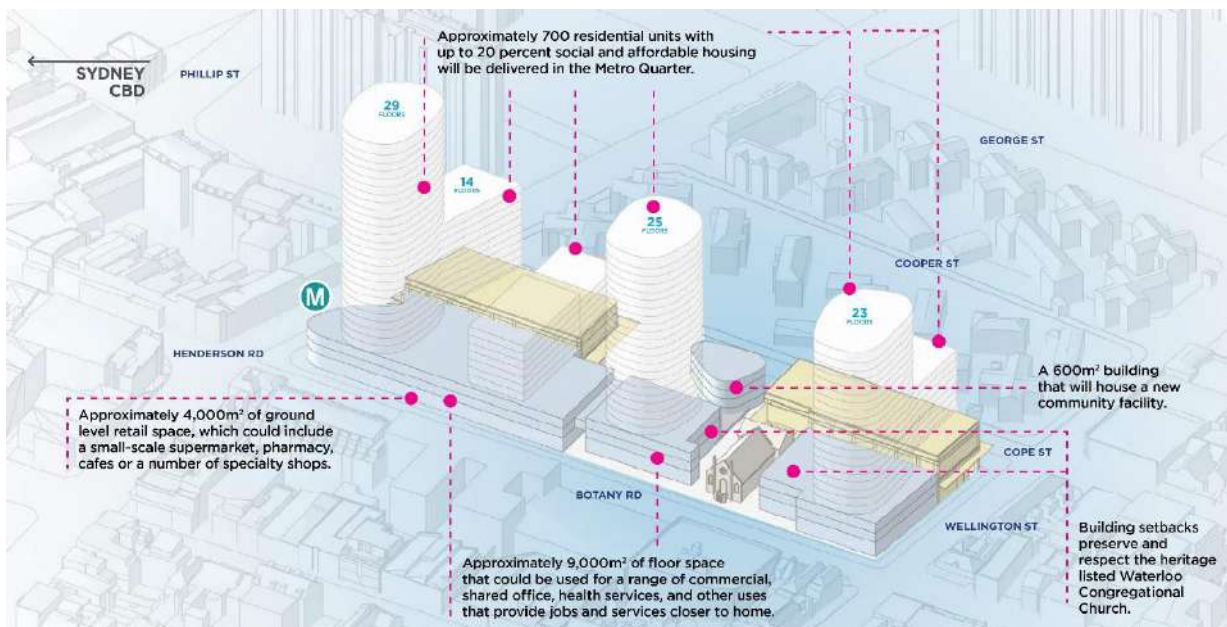 Approximately 700 residential units with
up to 20 percent social and affordable housing
will be delivered in the Metro Quarter.
SYDNEY
CBD
PHILLIP ST
29
FLOORS
GEORGE ST
14
FLOORS
25
FLOORS
COOPER ST
M
23
FLOORS
HENDERSON RD
A 600m² building
that will house a new
community facility.
Approximately 4,000m² of ground
level retail space, which could include
a small-scale supermarket, pharmacy,
cafes or a number of specialty shops.
COPE ST
BOTANY RD
WELLINGTON ST
Building setbacks
preserve and
respect the heritage
listed Waterloo
Congregational
Church.
Approximately 9,000m² of floor space
that could be used for a range of commercial,
shared office, health services, and other uses
that provide jobs and services closer to home.